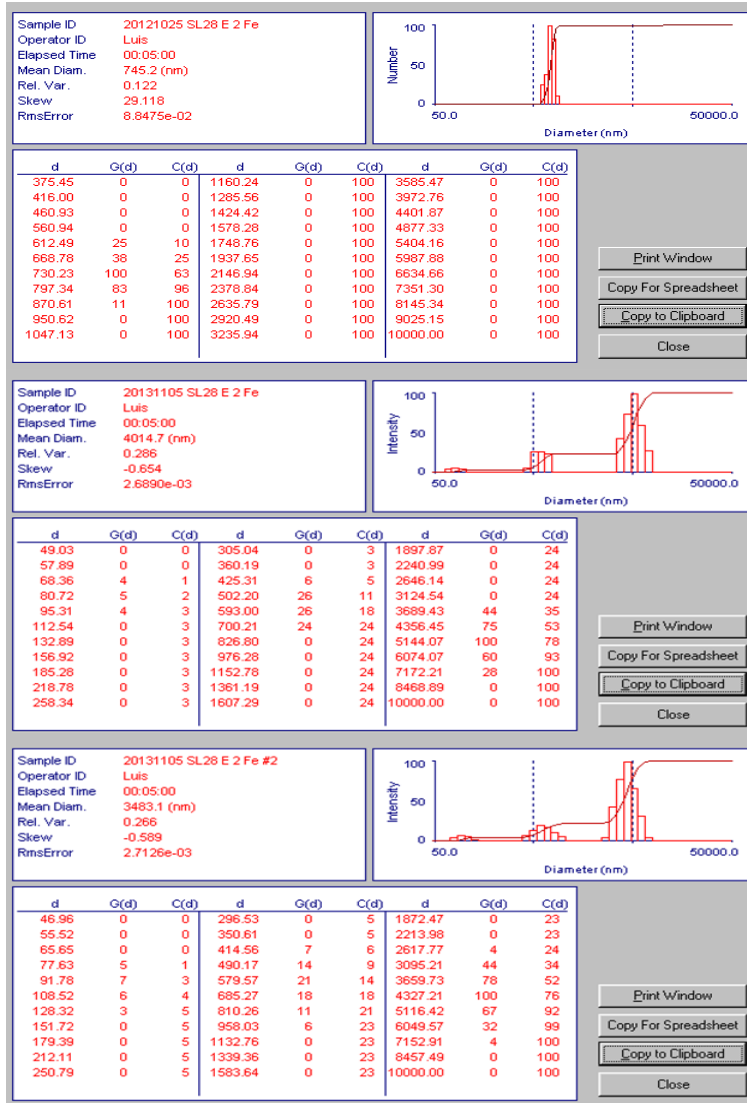 Sample ID 20121025 SL28 E 2 Fe
Operator ID Luis
Elapsed Time 00:05:00
Mean Diam. 745.2 (nm)
Rel. Var. 0.122
Skew 29.118
RmsError 8.8475e-02
Number
100
50
0
50.0 50000.0
Diameter (nm)
d G(d) C(d) d G(d) C(d) d G(d) C(d)
375.45 0 0 1160.24 0 100 3585.47 0 100
416.00 0 0 1285.56 0 100 3972.76 0 100
460.93 0 0 1424.42 0 100 4401.87 0 100
560.94 0 0 1578.28 0 100 4877.33 0 100
612.49 25 10 1748.76 0 100 5404.16 0 100
668.78 38 25 1937.65 0 100 5987.88 0 100
730.23 100 63 2146.94 0 100 6634.66 0 100
797.34 83 96 2378.84 0 100 7351.30 0 100
870.61 11 100 2635.79 0 100 8145.34 0 100
950.62 0 100 2920.49 0 100 9025.15 0 100
1047.13 0 100 3235.94 0 100 10000.00 0 100
Print Window
Copy For Spreadsheet
Copy to Clipboard
Close
Sample ID 20131105 SL28 E 2 Fe
Operator ID Luis
Elapsed Time 00:05:00
Mean Diam. 4014.7 (nm)
Rel. Var. 0.286
Skew -0.654
RmsError 2.6890e-03
Intensity
100
50
0
50.0 50000.0
Diameter (nm)
d G(d) C(d) d G(d) C(d) d G(d) C(d)
49.03 0 0 305.04 0 3 1897.87 0 24
57.89 0 0 360.19 0 3 2240.99 0 24
68.36 4 1 425.31 6 5 2646.14 0 24
80.72 5 2 502.20 26 11 3124.54 0 24
95.31 4 3 593.00 26 18 3689.43 44 35
112.54 0 3 700.21 24 24 4356.45 75 53
132.89 0 3 826.80 0 24 5144.07 100 78
156.92 0 3 976.28 0 24 6074.07 60 93
185.28 0 3 1152.78 0 24 7172.21 28 100
218.78 0 3 1361.19 0 24 8468.89 0 100
258.34 0 3 1607.29 0 24 10000.00 0 100
Print Window
Copy For Spreadsheet
Copy to Clipboard
Close
Sample ID 20131105 SL28 E 2 Fe #2
Operator ID Luis
Elapsed Time 00:05:00
Mean Diam. 3483.1 (nm)
Rel. Var. 0.266
Skew -0.589
RmsError 2.7126e-03
Intensity
100
50
0
50.0 50000.0
Diameter (nm)
d G(d) C(d) d G(d) C(d) d G(d) C(d)
46.96 0 0 296.53 0 5 1872.47 0 23
55.52 0 0 350.61 0 5 2213.98 0 23
65.65 0 0 414.56 7 6 2617.77 4 24
77.63 5 1 490.17 14 9 3095.21 44 34
91.78 7 3 579.57 21 14 3659.73 78 52
108.52 6 4 685.27 18 18 4327.21 100 76
128.32 3 5 810.26 11 21 5116.42 67 92
151.72 0 5 958.03 6 23 6049.57 32 99
179.39 0 5 1132.76 0 23 7152.91 4 100
212.11 0 5 1339.36 0 23 8457.49 0 100
250.79 0 5 1583.64 0 23 10000.00 0 100
Print Window
Copy For Spreadsheet
Copy to Clipboard
Close